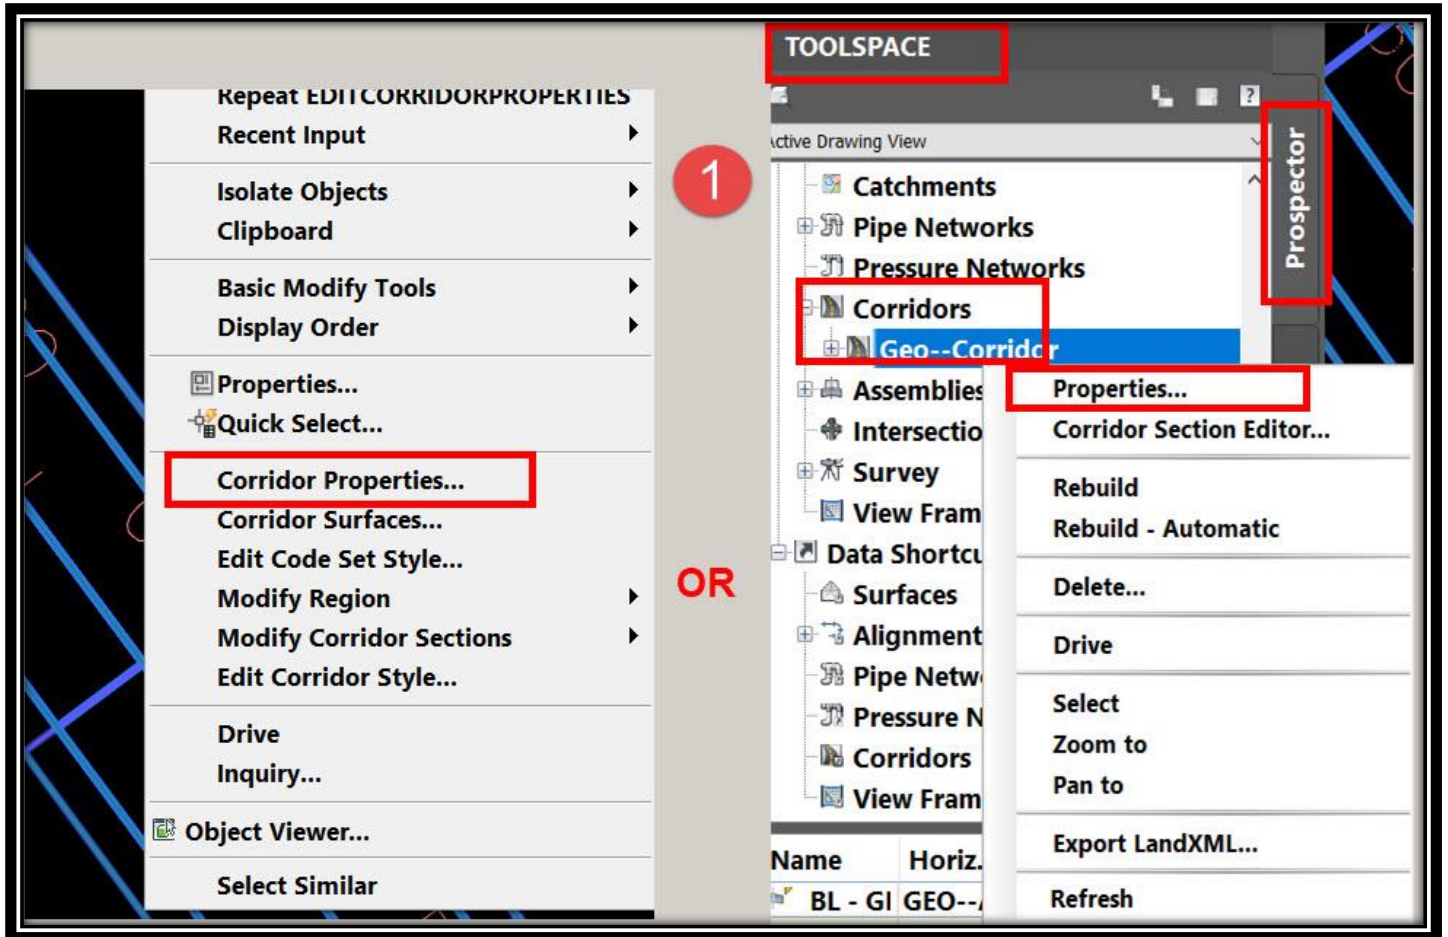 Repeat EDITCORRIDORPROPERTIES
Recent Input
Isolate Objects
Clipboard
Basic Modify Tools
Display Order
Properties...
Quick Select...
Corridor Properties...
Corridor Surfaces...
Edit Code Set Style...
Modify Region
Modify Corridor Sections
Edit Corridor Style...
Drive
Inquiry...
Object Viewer...
Select Similar
1
OR
TOOLSPACE
?
Active Drawing View
Prospector
Catchments
Pipe Networks
Pressure Networks
Corridors
Geo--Corridor
Assemblies
Intersectio
Survey
View Fram
Data Shortcu
Surfaces
Alignment
Pipe Netw
Pressure N
Corridors
View Fram
Name Horiz.
BL - GI GEO--
Properties...
Corridor Section Editor...
Rebuild
Rebuild - Automatic
Delete...
Drive
Select
Zoom to
Pan to
Export LandXML...
Refresh